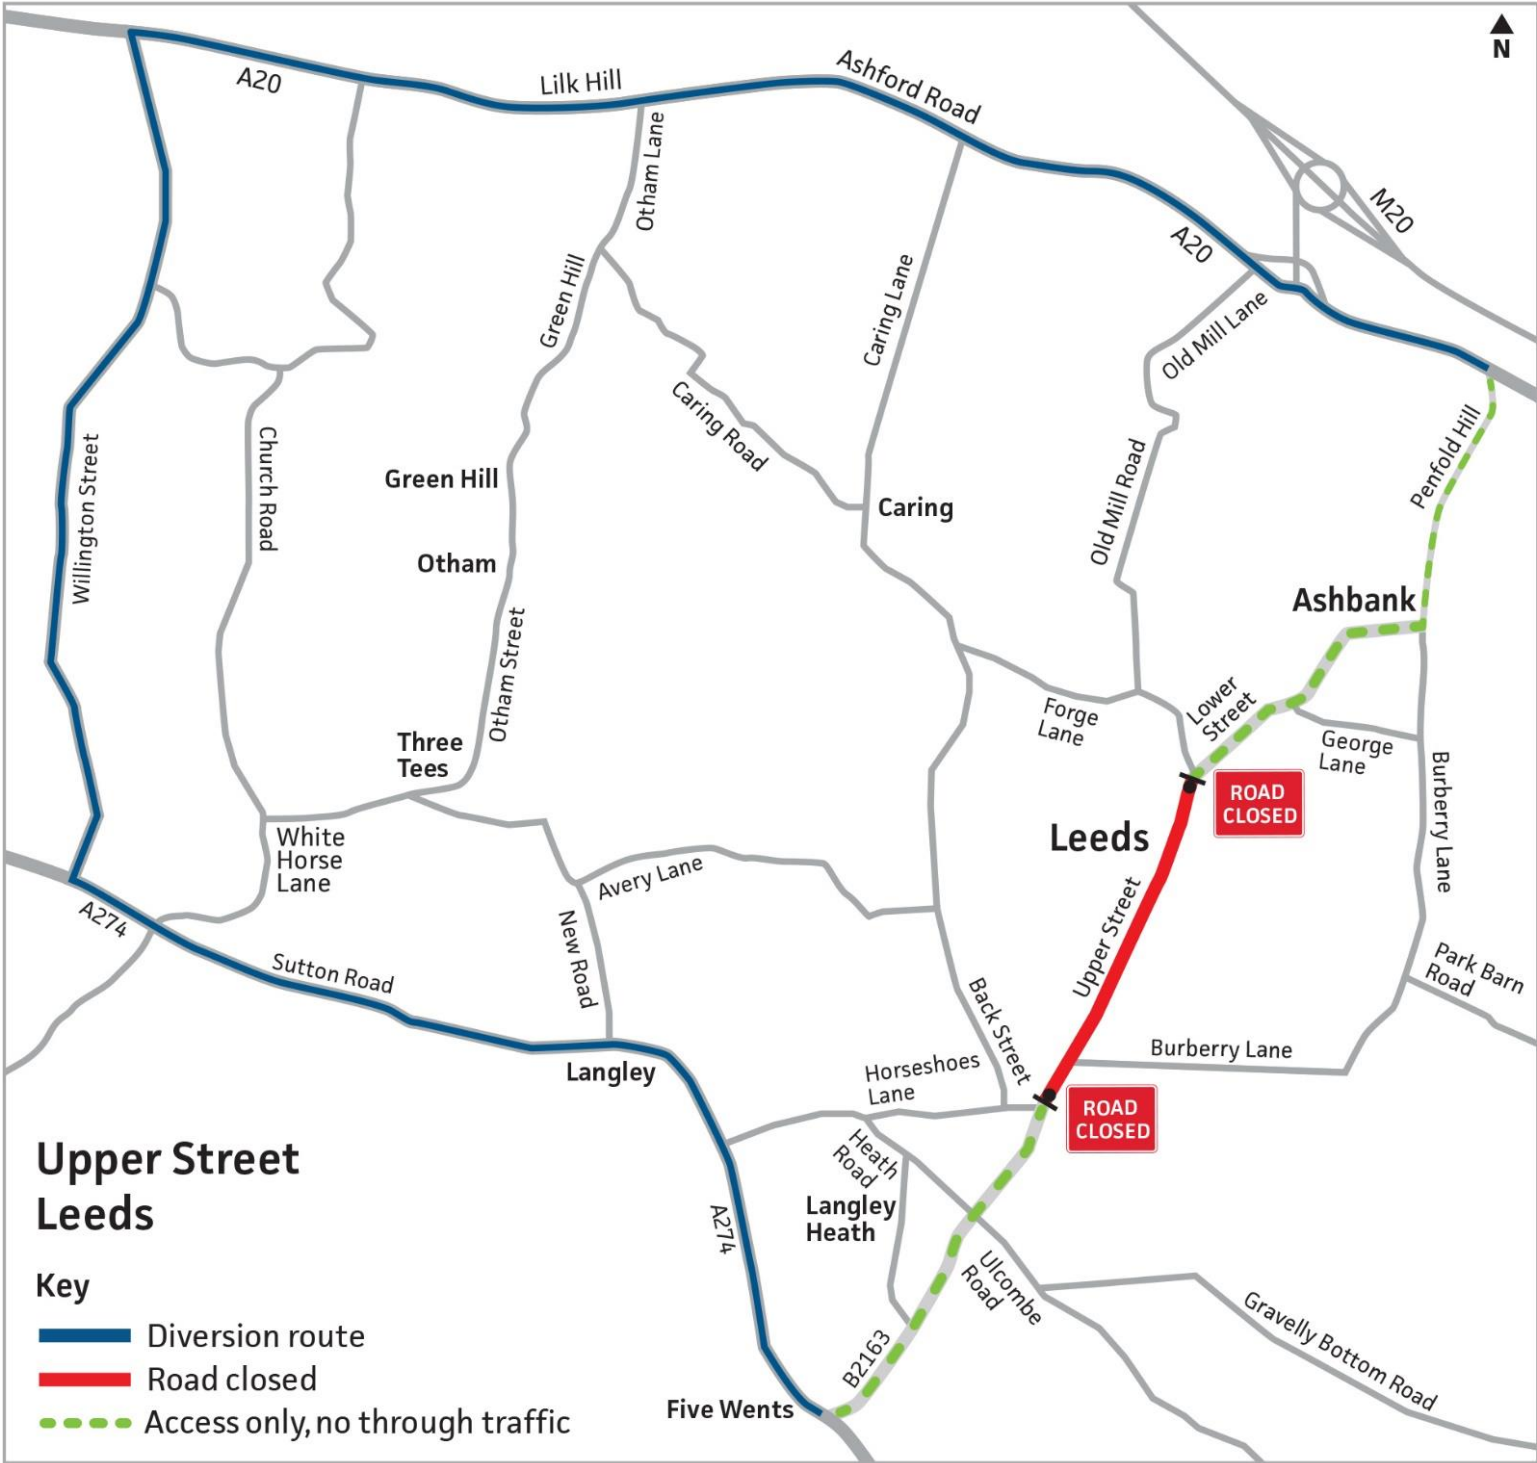 N
A20
Lilk Hill
Ashford Road
M20
A20
Otham Lane
Green Hill
Caring Lane
Old Mill Lane
Caring Road
Penfold Hill
Willington Street
Church Road
Green Hill
Caring
Old Mill Road
Otham
Ashbank
Otham Street
Lower
Street
Forge
Lane
George
Lane
Three
Tees
ROAD
CLOSED
Burberry Lane
White
Horse
Lane
Leeds
Avery Lane
A274
New Road
Upper Street
Sutton Road
Park Barn
Road
Back Street
Burberry Lane
Langley
Horseshoes
Lane
ROAD
CLOSED
Heath
Road
Langley
Heath
A274
Ulcombe
Road
Gravelly Bottom Road
B2163
Five Wents
Upper Street
Leeds
Key
Diversion route
Road closed
Access only, no through traffic